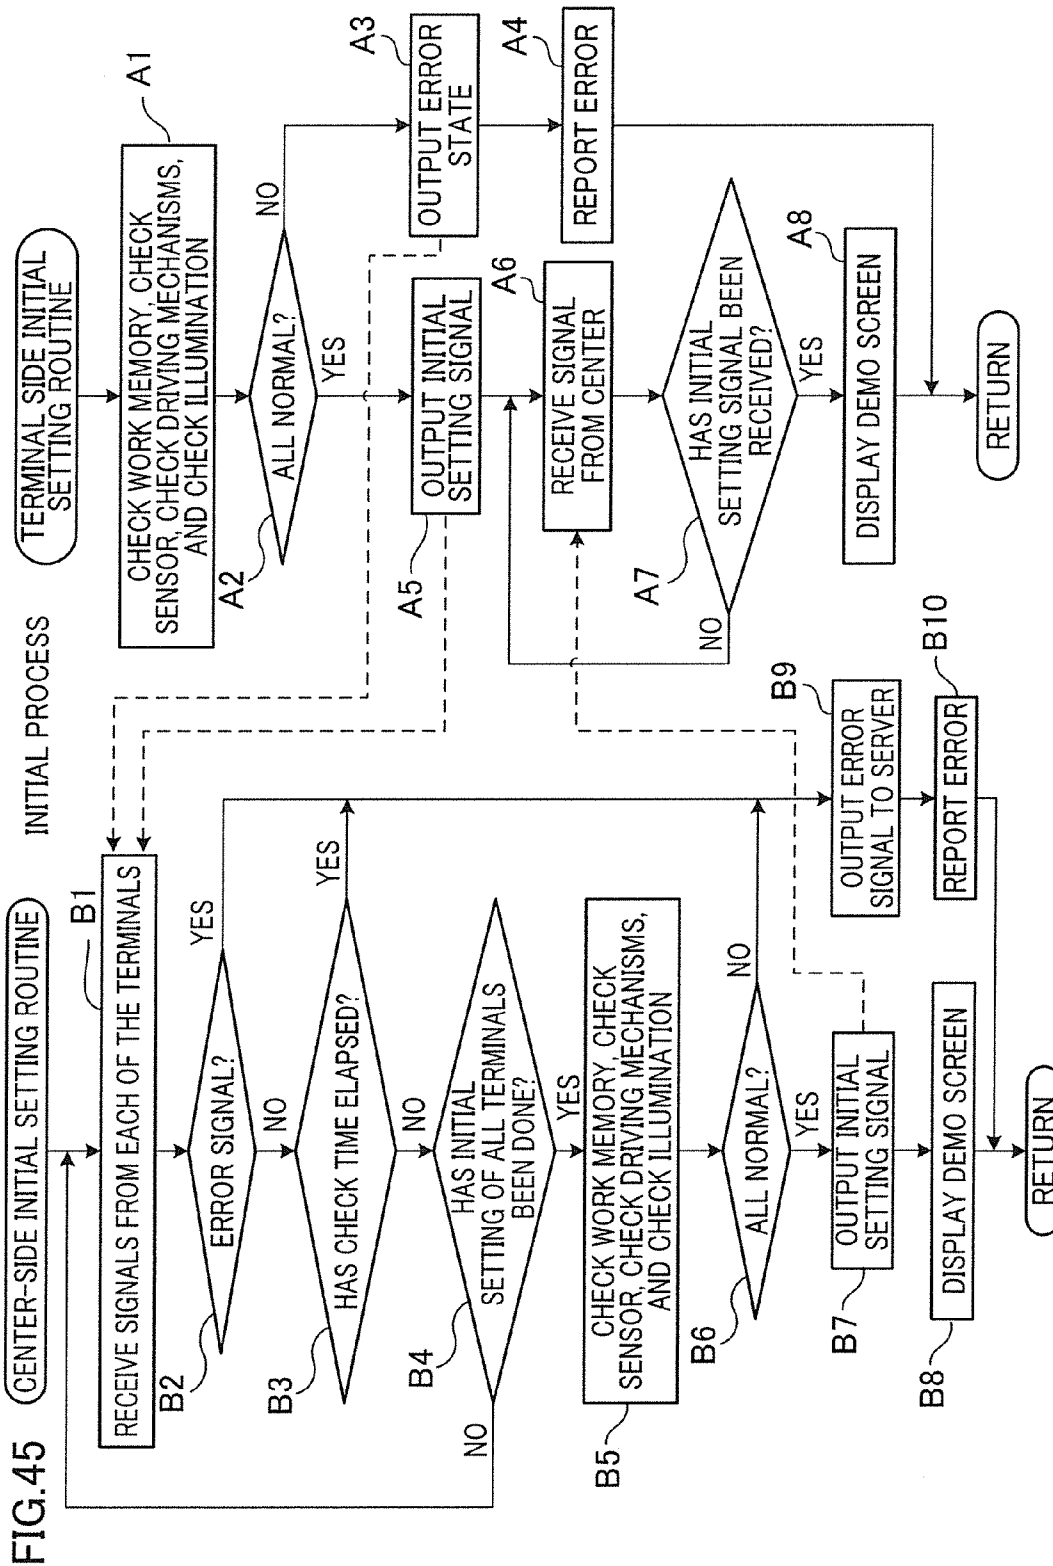 FIG.45
INITIAL PROCESS
CENTER-SIDE INITIAL SETTING ROUTINE
B1
RECEIVE SIGNALS FROM EACH OF THE TERMINALS
B2
ERROR SIGNAL?
YES
NO
B3
HAS CHECK TIME ELAPSED?
YES
NO
B4
HAS INITIAL
SETTING OF ALL TERMINALS
BEEN DONE?
NO
YES
B5
CHECK WORK MEMORY, CHECK
SENSOR, CHECK DRIVING MECHANISMS,
AND CHECK ILLUMINATION
B6
ALL NORMAL?
NO
YES
B7
OUTPUT INITIAL
SETTING SIGNAL
B8
DISPLAY DEMO SCREEN
B9
OUTPUT ERROR
SIGNAL TO SERVER
B10
REPORT ERROR
RETURN
TERMINAL SIDE INITIAL
SETTING ROUTINE
A1
CHECK WORK MEMORY, CHECK
SENSOR, CHECK DRIVING MECHANISMS,
AND CHECK ILLUMINATION
A2
ALL NORMAL?
NO
YES
A3
OUTPUT ERROR
STATE
A4
REPORT ERROR
A5
OUTPUT INITIAL
SETTING SIGNAL
A6
RECEIVE SIGNAL
FROM CENTER
A7
HAS INITIAL
SETTING SIGNAL BEEN
RECEIVED?
NO
YES
A8
DISPLAY DEMO SCREEN
RETURN